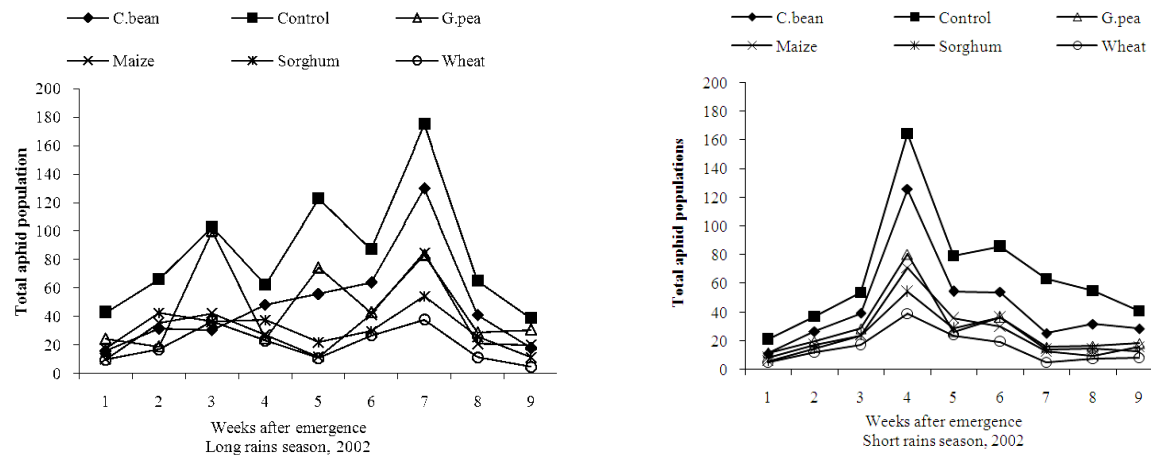 C.bean Control G.pea
Maize Sorghum Wheat
Total aphid population
200
180
160
140
120
100
80
60
40
20
0
1 2 3 4 5 6 7 8 9
Weeks after emergence
Long rains season, 2002
C.bean Control G.pea
Maize Sorghum Wheat
Total aphid populations
200
180
160
140
120
100
80
60
40
20
0
1 2 3 4 5 6 7 8 9
Weeks after emergence
Short rains season, 2002